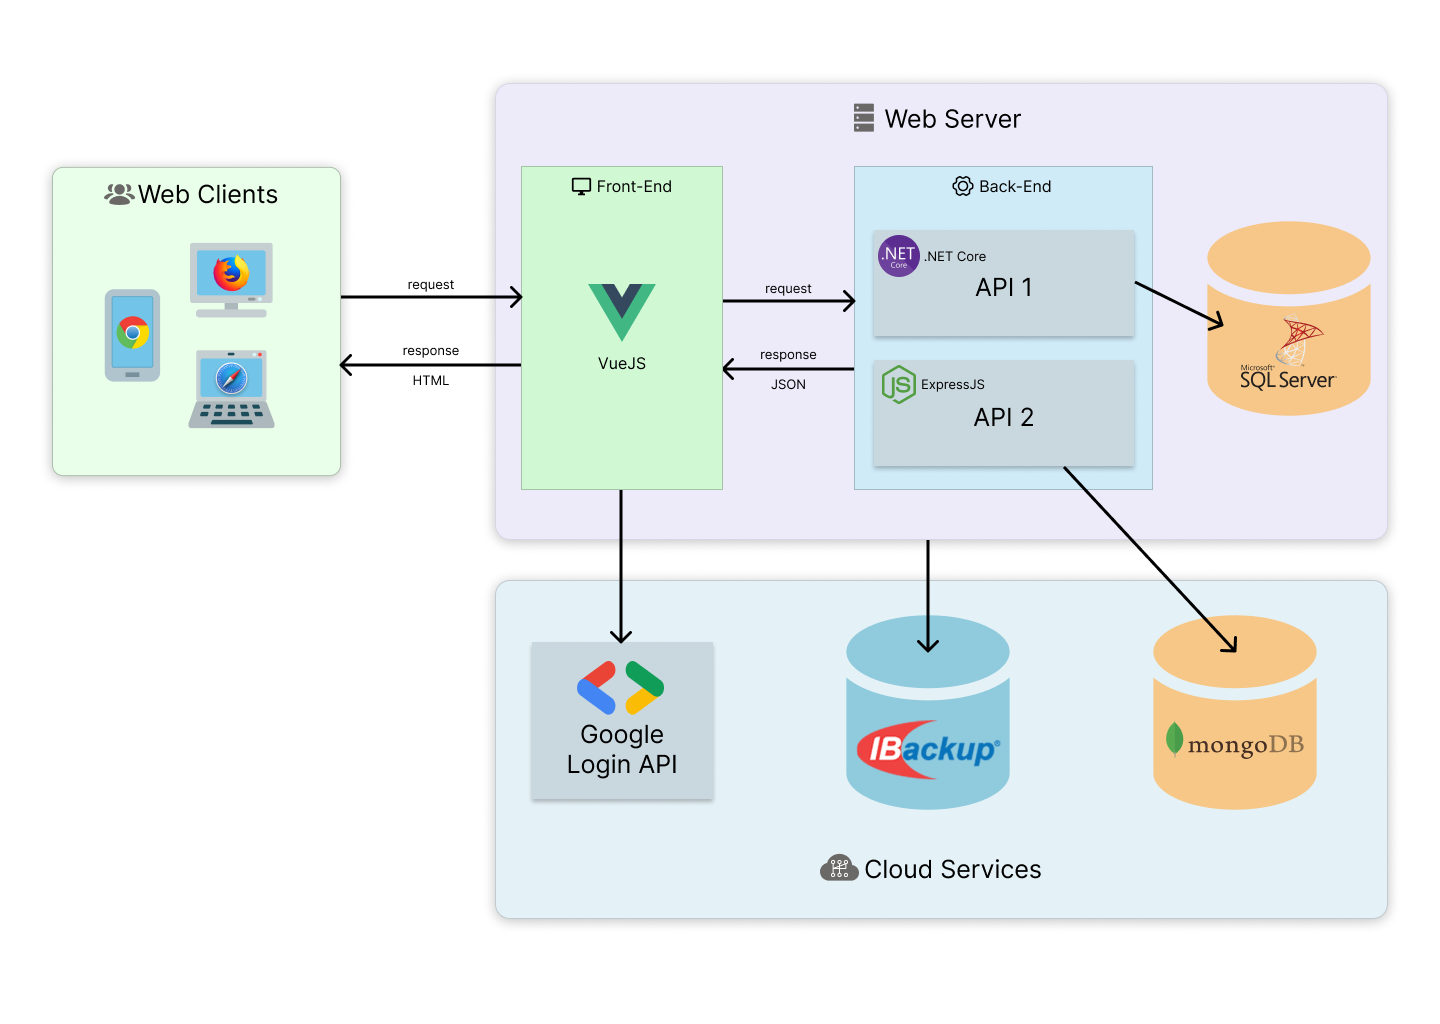 Web Server
Web Clients
Front-End
Back-End
.NET
Core
.NET Core
API 1
request
request
response
HTML
VueJS
response
JSON
JS
ExpressJS
API 2
Microsoft®
SQL Server
Google
Login API
IBackup®
mongoDB
Cloud Services